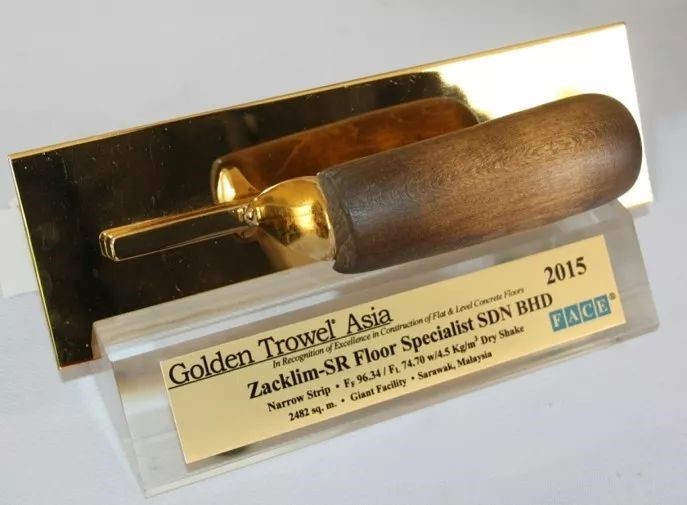 Golden Trowel® Asia 2015
In Recognition of Excellence in Construction of Flat & Level Concrete Floors
Zacklim-SR Floor Specialist SDN BHD
FACE®
Narrow Strip • FF 96.34 / FL 74.70 w/4.5 Kg/m² Dry Shake
2482 sq. m. • Giant Facility • Sarawak, Malaysia